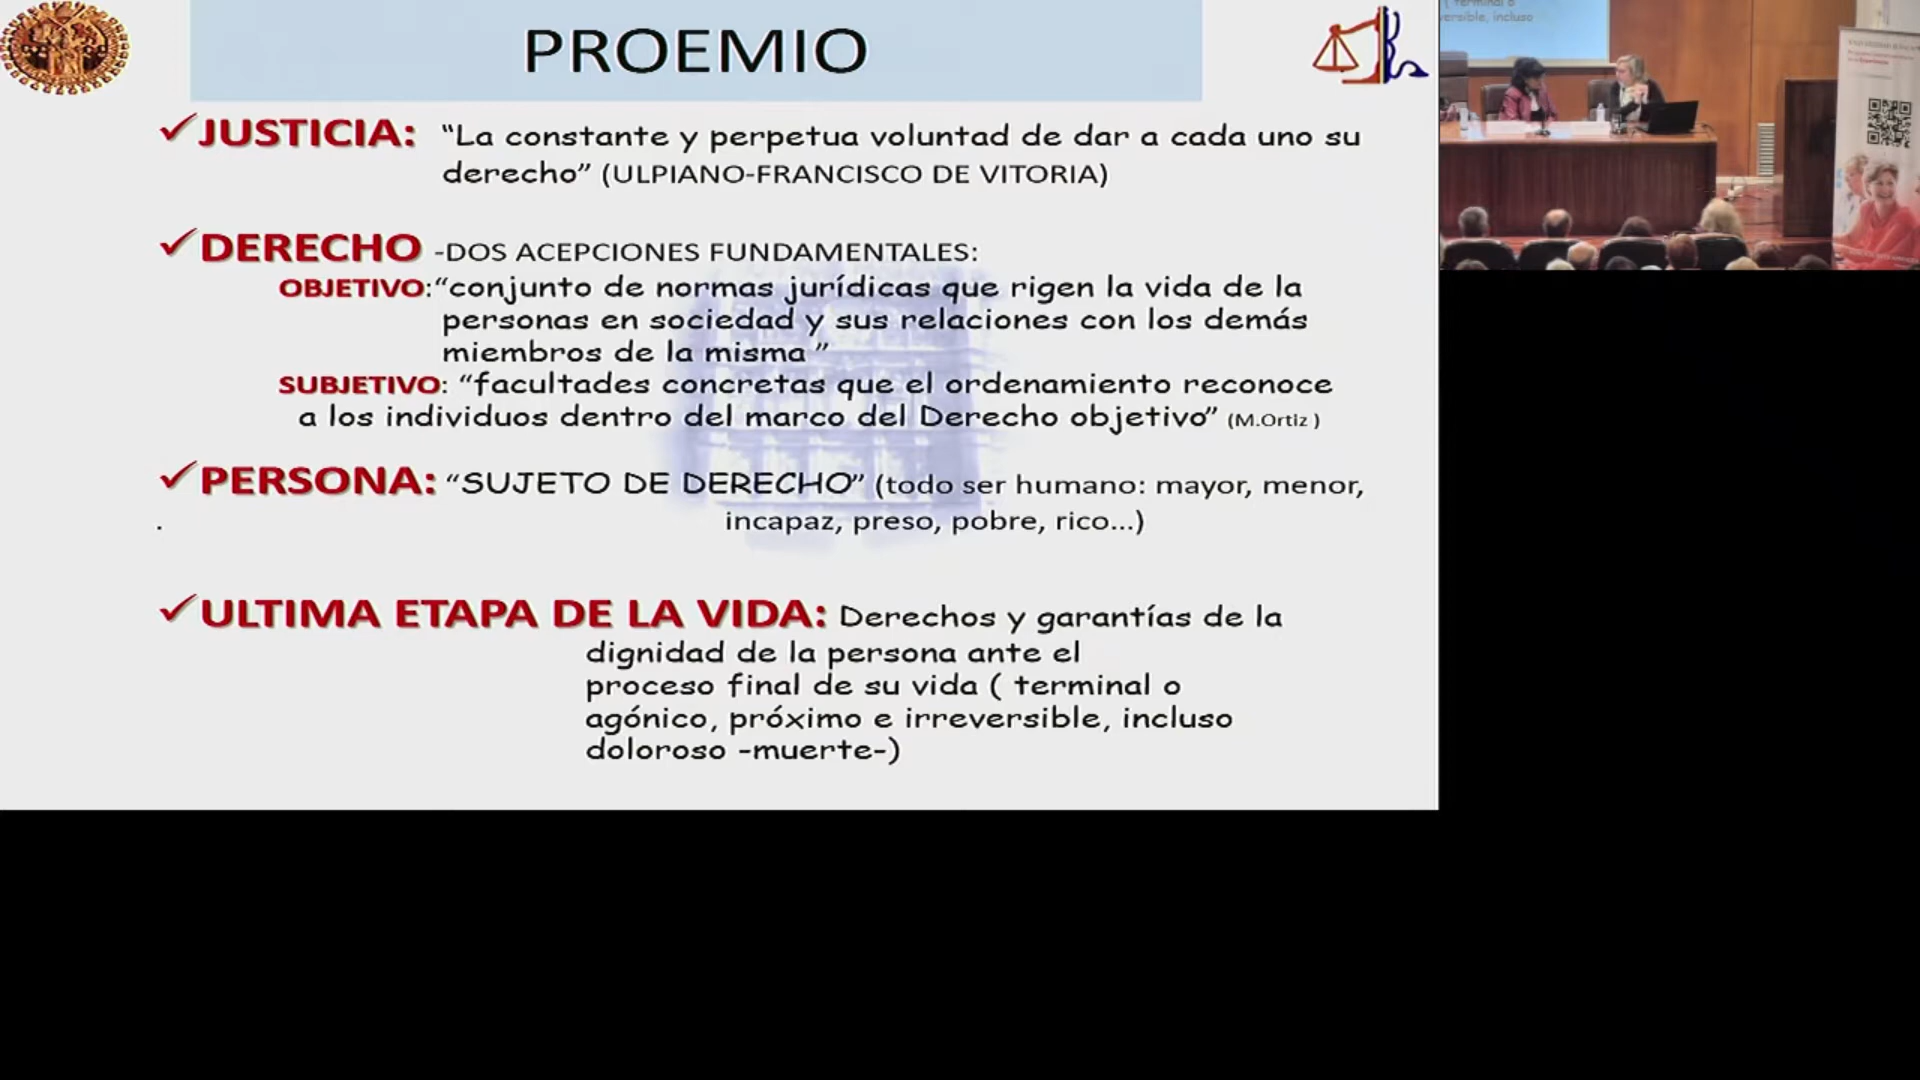 PROEMIO
✓JUSTICIA: “La constante y perpetua voluntad de dar a cada uno su
derecho” (ULPIANO-FRANCISCO DE VITORIA)
✓DERECHO -DOS ACEPCIONES FUNDAMENTALES:
OBJETIVO:“conjunto de normas jurídicas que rigen la vida de la
personas en sociedad y sus relaciones con los demás
miembros de la misma ”
SUBJETIVO: “facultades concretas que el ordenamiento reconoce
a los individuos dentro del marco del Derecho objetivo” (M.Ortiz )
✓PERSONA: “SUJETO DE DERECHO” (todo ser humano: mayor, menor,
. incapaz, preso, pobre, rico...)
✓ULTIMA ETAPA DE LA VIDA: Derechos y garantías de la
dignidad de la persona ante el
proceso final de su vida ( terminal o
agónico, próximo e irreversible, incluso
doloroso -muerte-)
( terminal o
versible, incluso